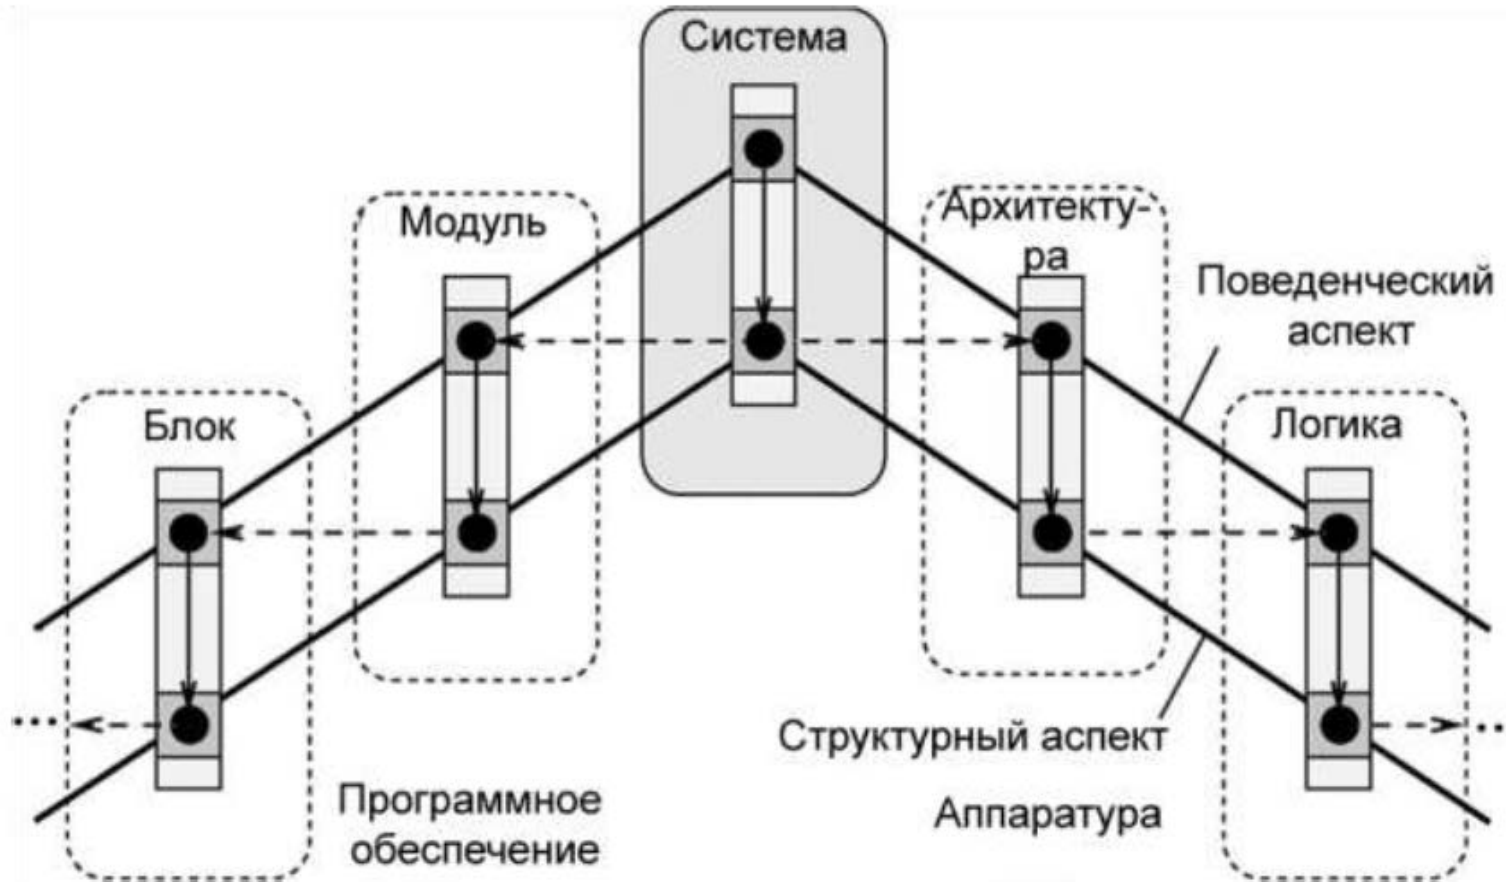 Система
Модуль
Архитекту-
ра
Поведенческий
аспект
Блок
Логика
...
Структурный аспект
..
Программное
обеспечение
Аппаратура